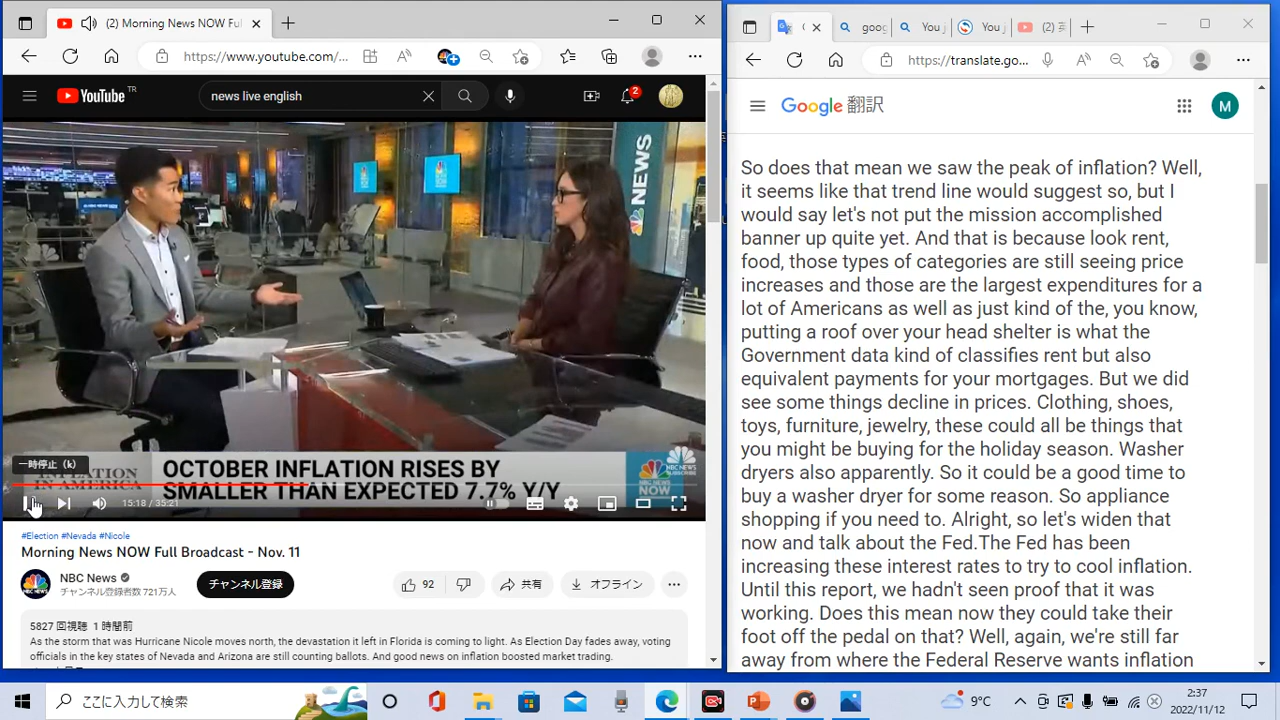 (2) Morning News NOW Ful
https://www.youtube.com/...
2
YouTube TR
news live english
2
NEWS
一時停止 (k)
INFLATION
IN AMERICA
OCTOBER INFLATION RISES BY
SMALLER THAN EXPECTED 7.7% Y/Y
NBC NEWS
SUBSCRIBE
NBC
NEWS
NOW
15:18 / 35:21
#Election #Nevada #Nicole
Morning News NOW Full Broadcast - Nov. 11
NBC News
チャンネル登録者数 721万人
チャンネル登録
92
共有
オフライン
5827 回視聴 1 時間前
As the storm that was Hurricane Nicole moves north, the devastation it left in Florida is coming to light. As Election Day fades away, voting
officials in the key states of Nevada and Arizona are still counting ballots. And good news on inflation boosted market trading.
goog
You j
You j
(2)
https://translate.go...
Google 翻訳
M
So does that mean we saw the peak of inflation? Well,
it seems like that trend line would suggest so, but I
would say let's not put the mission accomplished
banner up quite yet. And that is because look rent,
food, those types of categories are still seeing price
increases and those are the largest expenditures for a
lot of Americans as well as just kind of the, you know,
putting a roof over your head shelter is what the
Government data kind of classifies rent but also
equivalent payments for your mortgages. But we did
see some things decline in prices. Clothing, shoes,
toys, furniture, jewelry, these could all be things that
you might be buying for the holiday season. Washer
dryers also apparently. So it could be a good time to
buy a washer dryer for some reason. So appliance
shopping if you need to. Alright, so let's widen that
now and talk about the Fed.The Fed has been
increasing these interest rates to try to cool inflation.
Until this report, we hadn't seen proof that it was
working. Does this mean now they could take their
foot off the pedal on that? Well, again, we're still far
away from where the Federal Reserve wants inflation
ここに入力して検索
9°C
2:37
2022/11/12